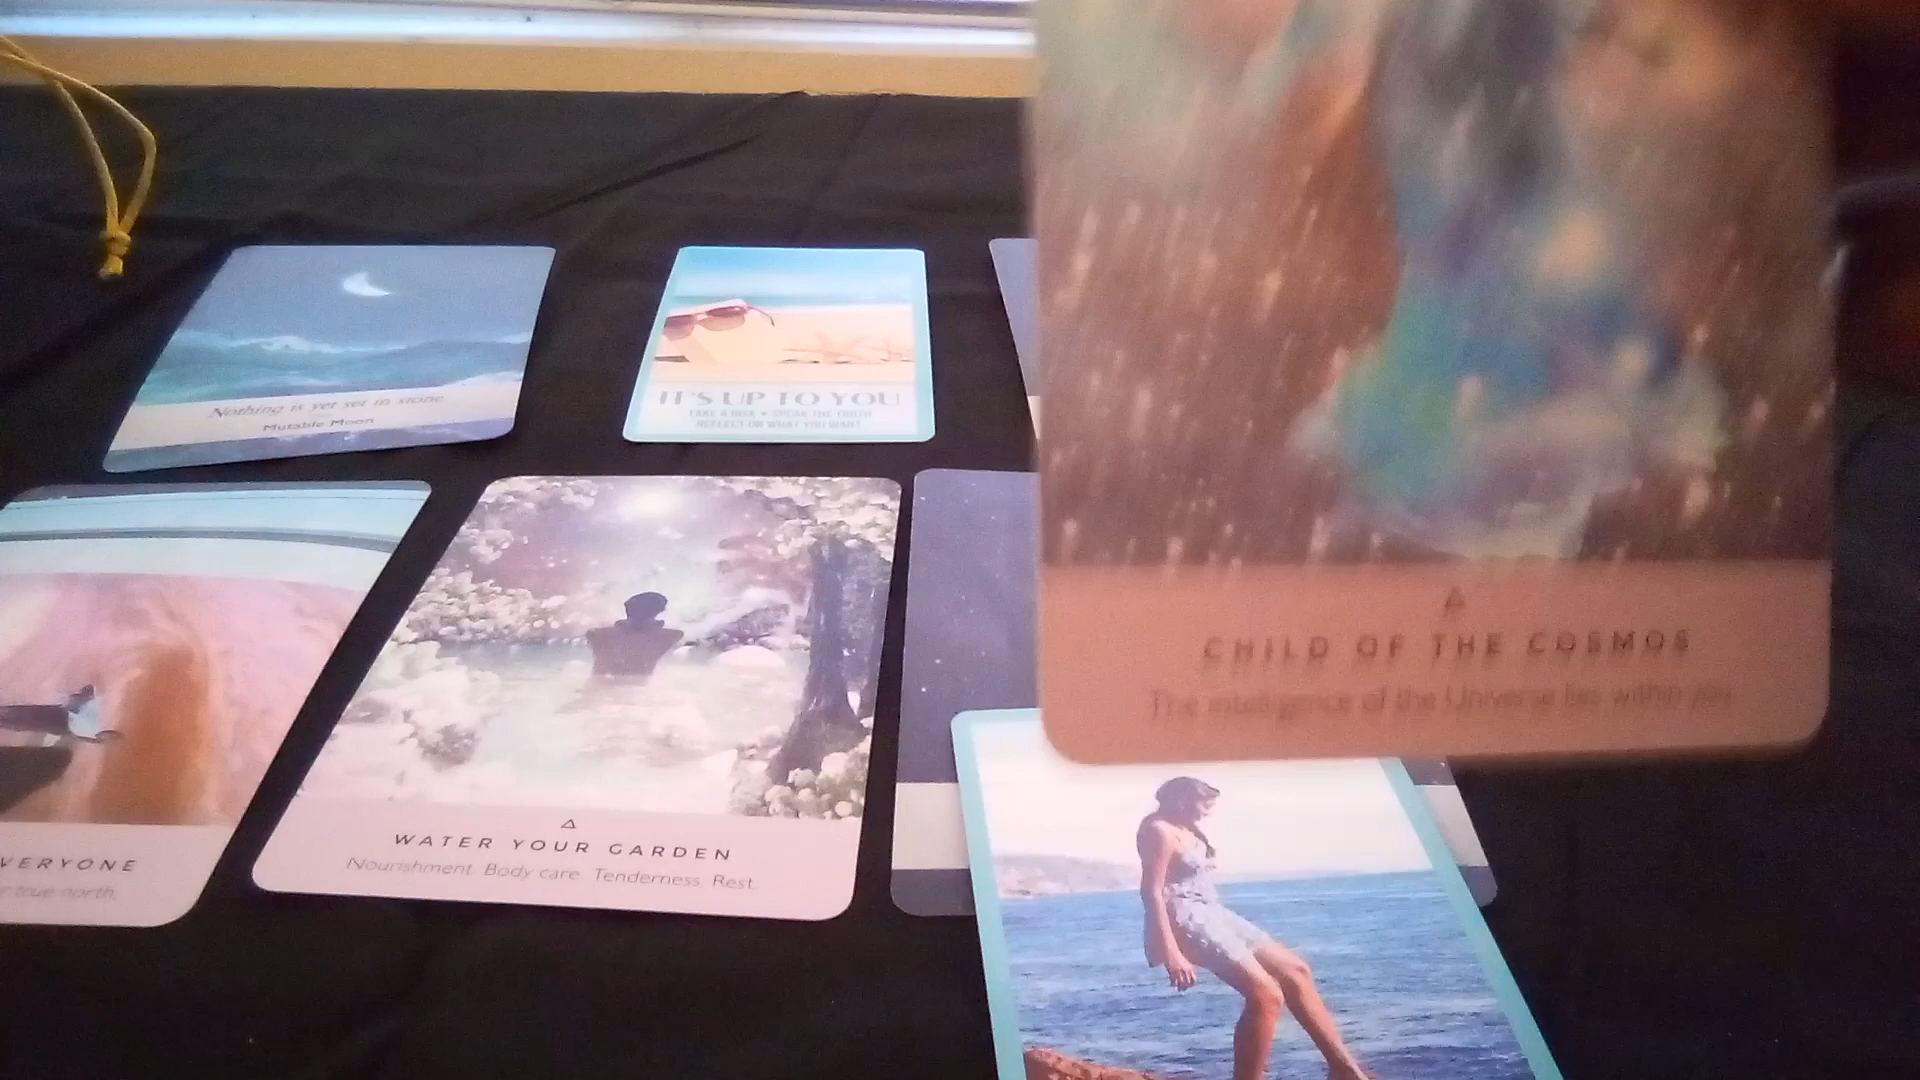 Nothing is yet set in stone
Mutable Moon
IT'S UP TO YOU
TAKE A RISK • SPEAK THE TRUTH
REFLECT ON WHAT YOU WANT
CHILD OF THE COSMOS
The intelligence of the Universe lies within you.
VERYONE
r true north.
WATER YOUR GARDEN
Nourishment. Body care. Tenderness. Rest.